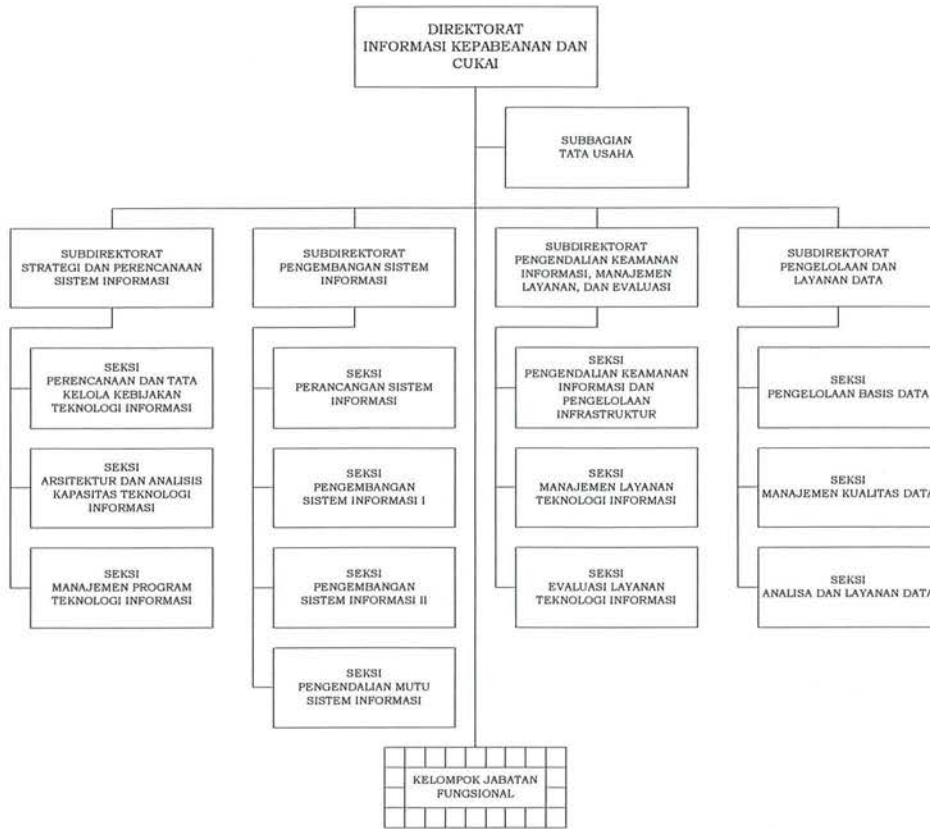 DIREKTORAT
INFORMASI KEPABEANAN DAN
CUKAI
SUBBAGIAN
TATA USAHA
SUBDIREKTORAT
STRATEGI DAN PERENCANAAN
SISTEM INFORMASI
SUBDIREKTORAT
PENGEMBANGAN SISTEM
INFORMASI
SUBDIREKTORAT
PENGENDALIAN KEAMANAN
INFORMASI, MANAJEMEN
LAYANAN, DAN EVALUASI
SUBDIREKTORAT
PENGELOLAAN DAN
LAYANAN DATA
SEKSI
PERENCANAAN DAN TATA
KELOLA KEBIJAKAN
TEKNOLOGI INFORMASI
SEKSI
PERANCANGAN SISTEM
INFORMASI
SEKSI
PENGENDALIAN KEAMANAN
INFORMASI DAN
PENGELOLAAN
INFRASTRUKTUR
SEKSI
PENGELOLAAN BASIS DATA
SEKSI
ARSITEKTUR DAN ANALISIS
KAPASITAS TEKNOLOGI
INFORMASI
SEKSI
PENGEMBANGAN
SISTEM INFORMASI I
SEKSI
MANAJEMEN LAYANAN
TEKNOLOGI INFORMASI
SEKSI
MANAJEMEN KUALITAS DATA
SEKSI
MANAJEMEN PROGRAM
TEKNOLOGI INFORMASI
SEKSI
PENGEMBANGAN
SISTEM INFORMASI II
SEKSI
EVALUASI LAYANAN
TEKNOLOGI INFORMASI
SEKSI
ANALISA DAN LAYANAN DATA
SEKSI
PENGENDALIAN MUTU
SISTEM INFORMASI
KELOMPOK JABATAN
FUNGSIONAL